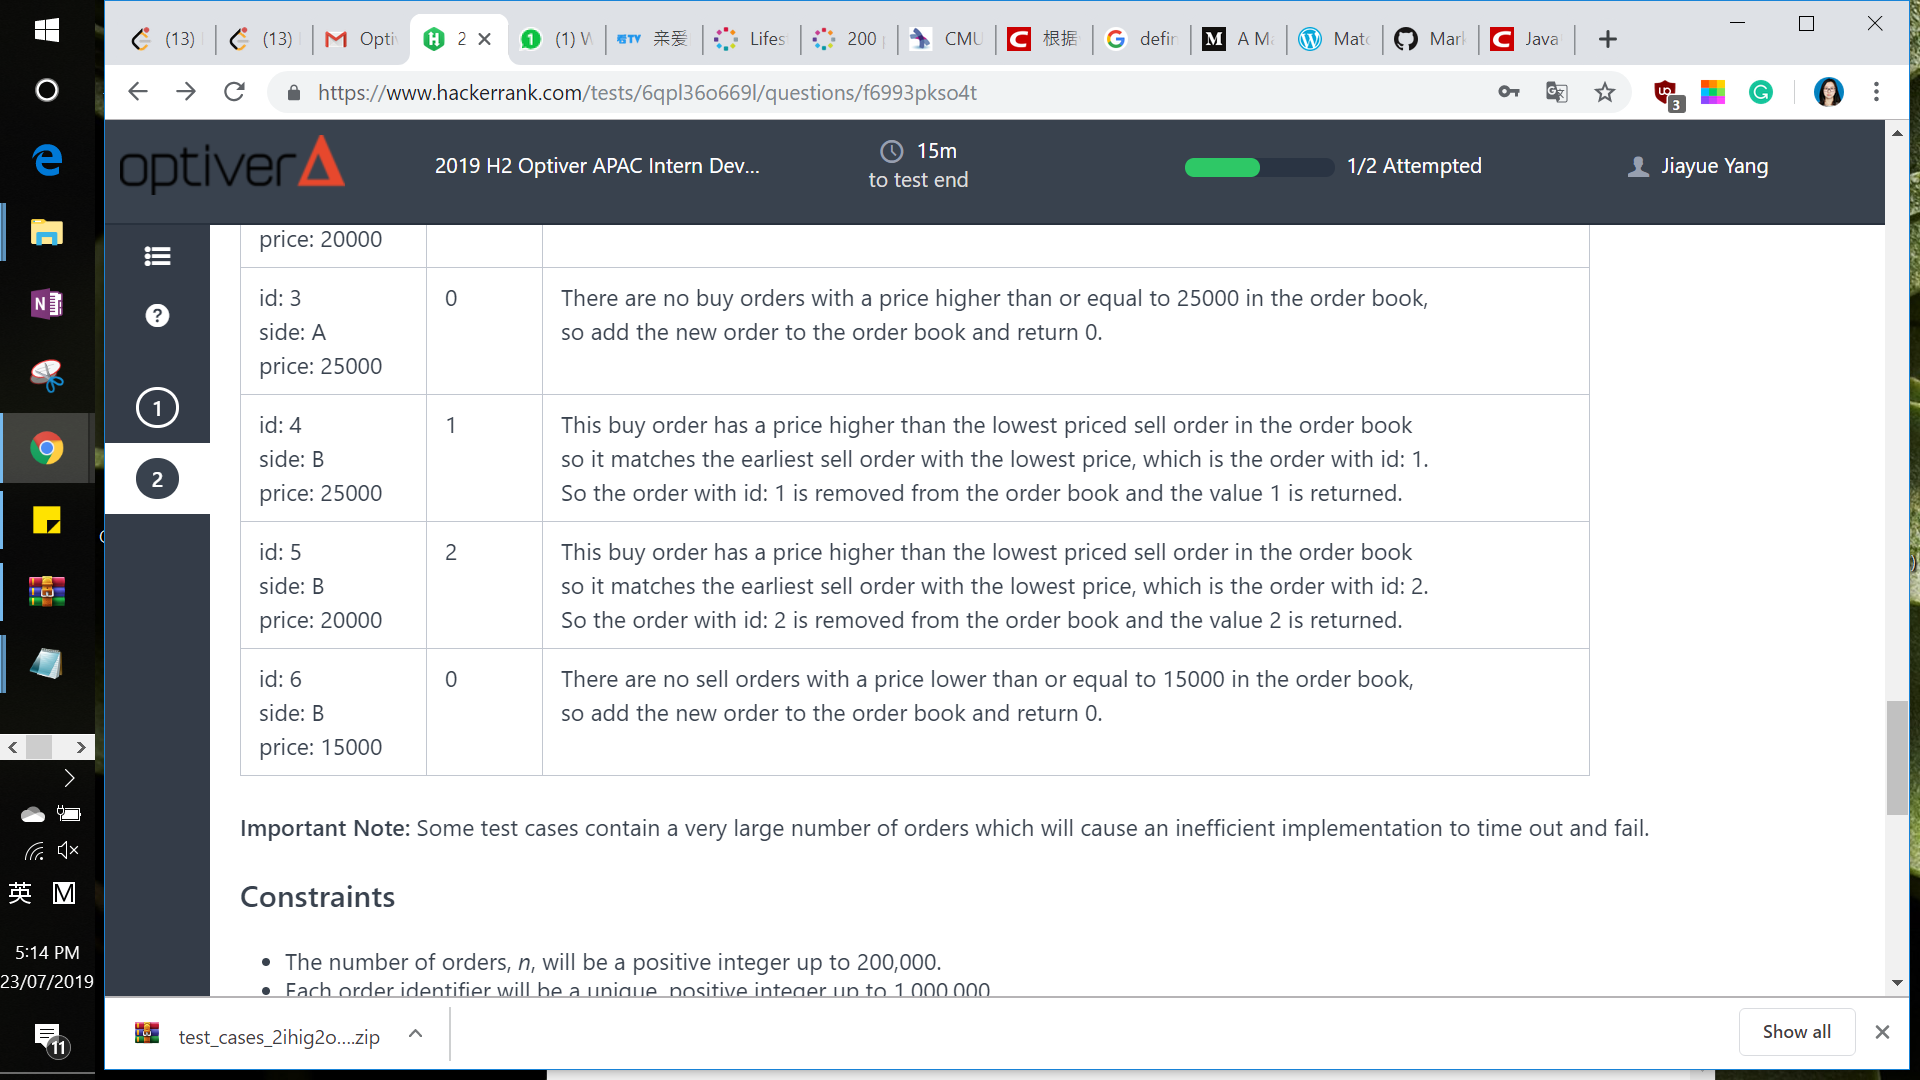 (13)
(13)
Opti
2
(1) W
亲爱
Lifes
200
CMU
根据
defin
A Ma
Matc
Mark
Java
https://www.hackerrank.com/tests/6qpl36o669l/questions/f6993pkso4t
3
optiver
2019 H2 Optiver APAC Intern Dev...
15m
to test end
1/2 Attempted
Jiayue Yang
1
2
price: 20000
id: 3
side: A
price: 25000
0
There are no buy orders with a price higher than or equal to 25000 in the order book,
so add the new order to the order book and return 0.
id: 4
side: B
price: 25000
1
This buy order has a price higher than the lowest priced sell order in the order book
so it matches the earliest sell order with the lowest price, which is the order with id: 1.
So the order with id: 1 is removed from the order book and the value 1 is returned.
id: 5
side: B
price: 20000
2
This buy order has a price higher than the lowest priced sell order in the order book
so it matches the earliest sell order with the lowest price, which is the order with id: 2.
So the order with id: 2 is removed from the order book and the value 2 is returned.
id: 6
side: B
price: 15000
0
There are no sell orders with a price lower than or equal to 15000 in the order book,
so add the new order to the order book and return 0.
Important Note: Some test cases contain a very large number of orders which will cause an inefficient implementation to time out and fail.
Constraints
The number of orders, n, will be a positive integer up to 200,000.
Each order identifier will be a unique, positive integer up to 1,000,000
test_cases_2ihig2o....zip
Show all
英
M
5:14 PM
23/07/2019
11